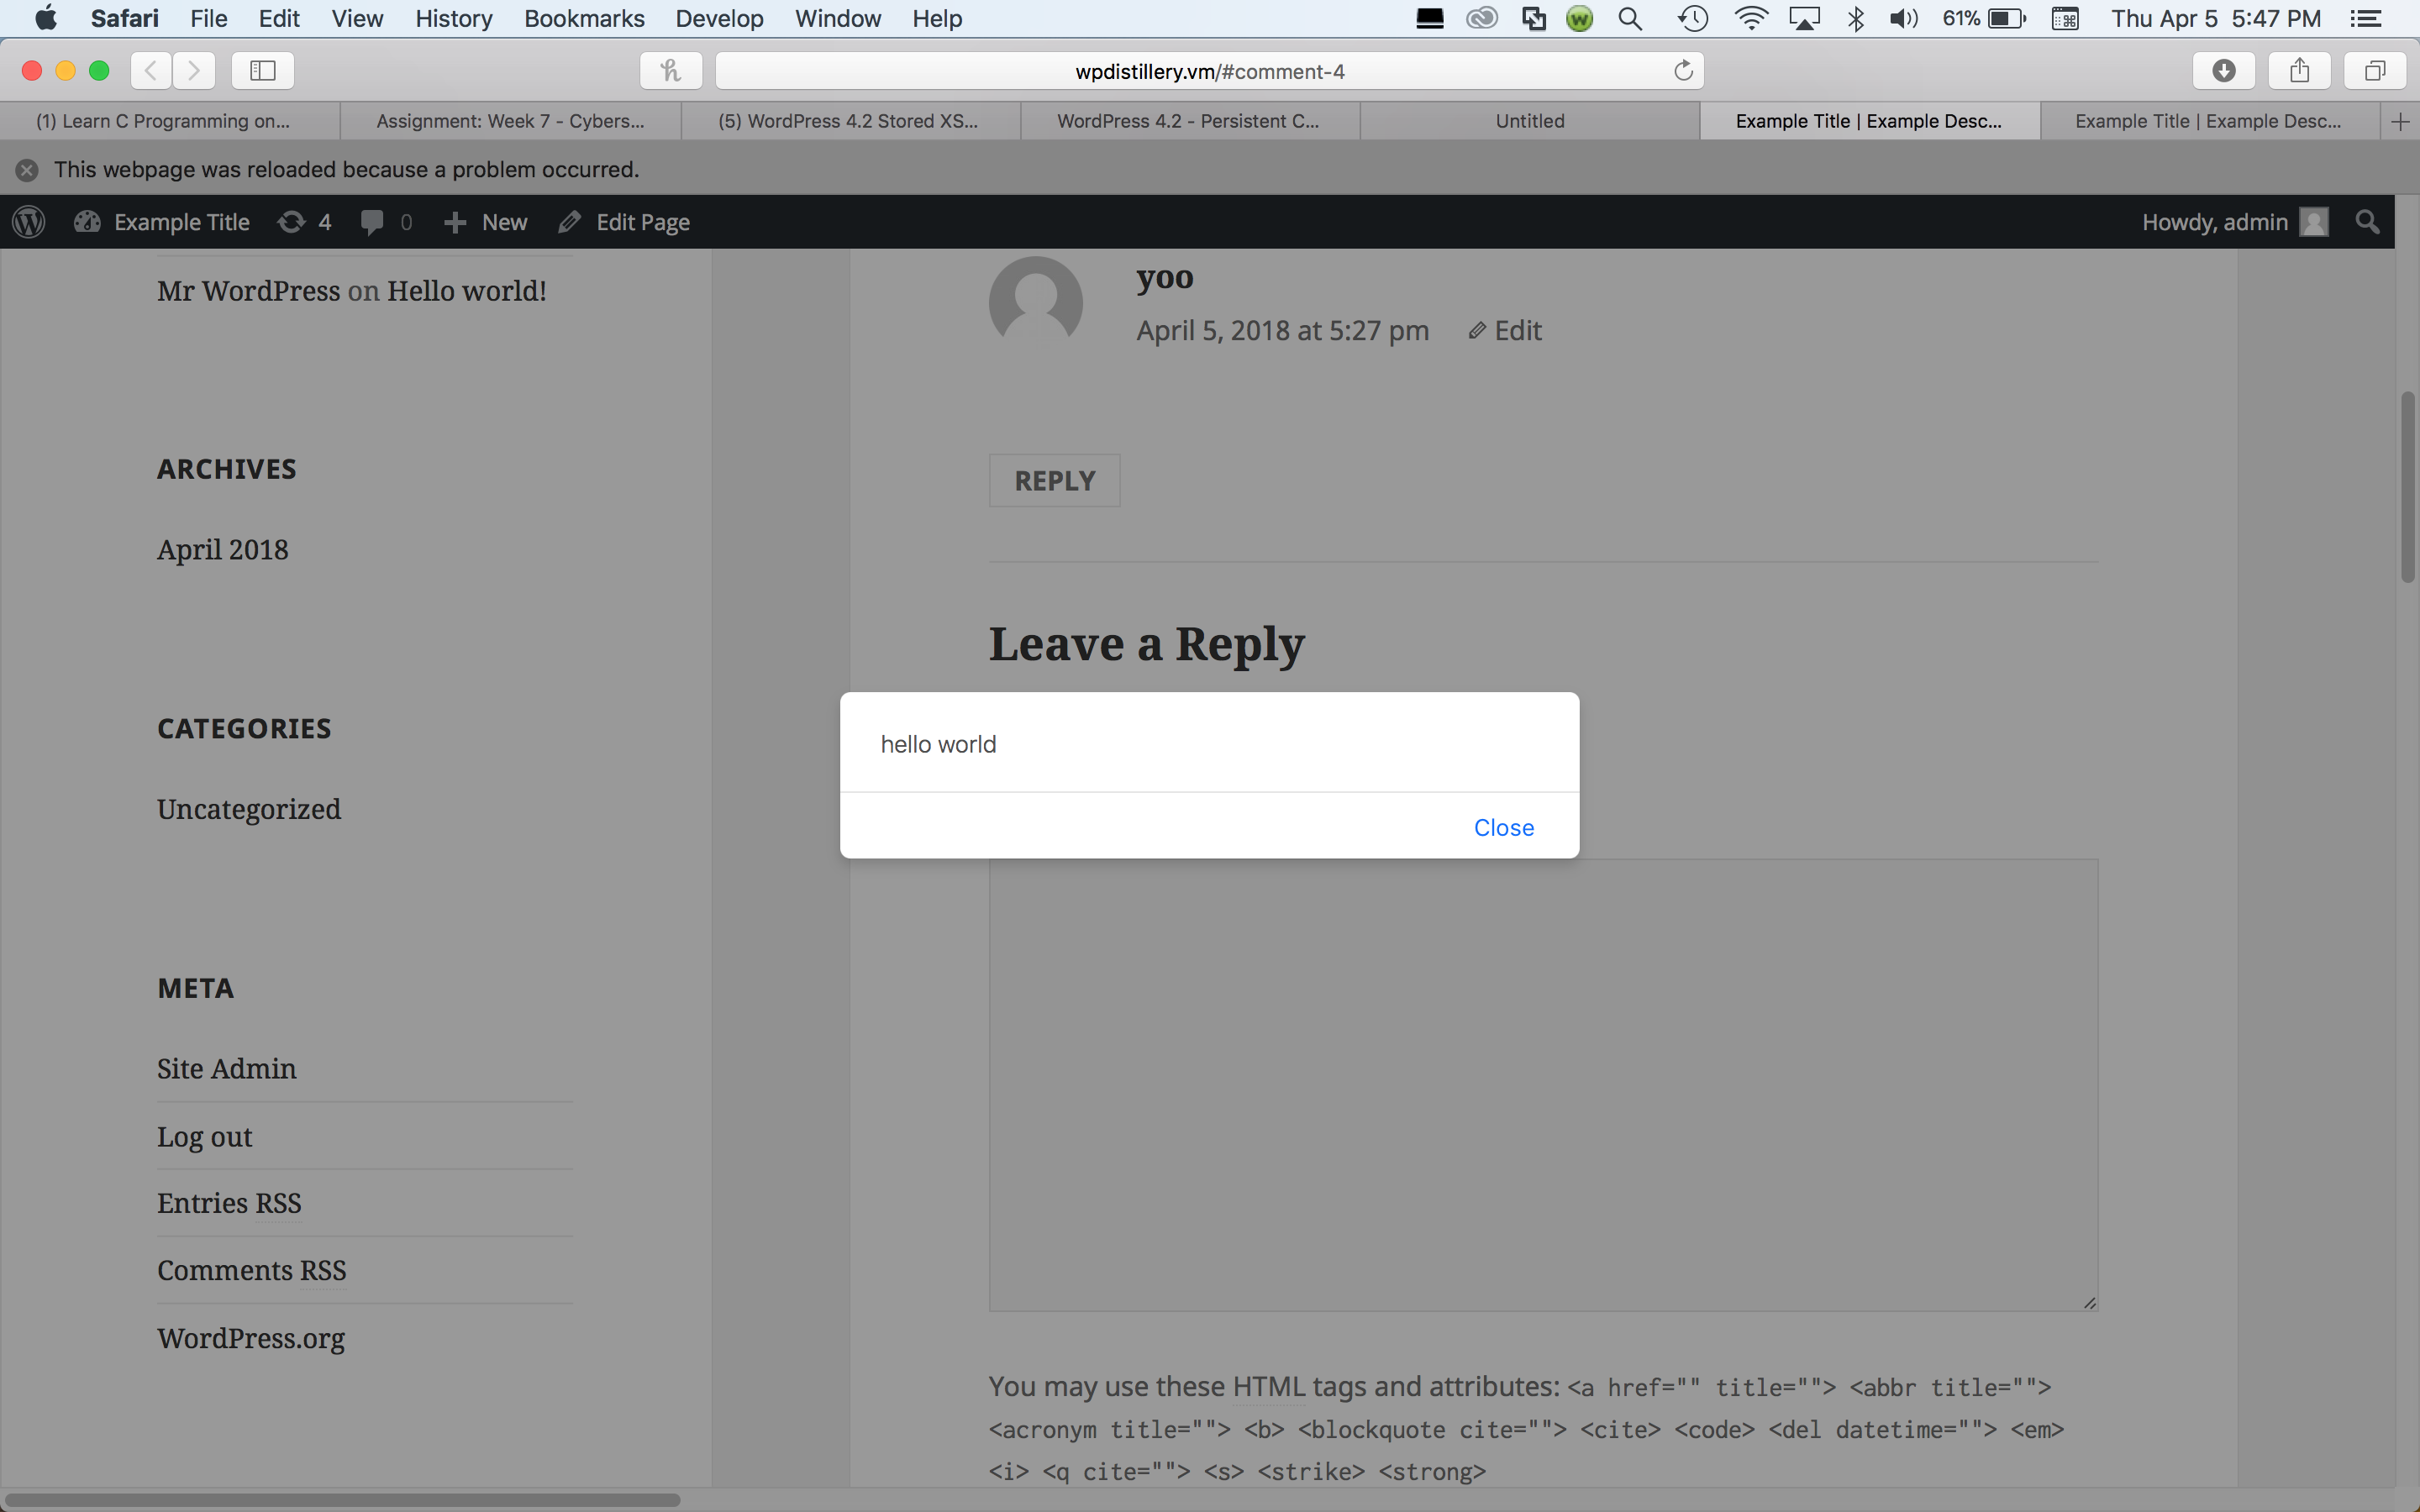 Safari File Edit View History Bookmarks Develop Window Help 61% Thu Apr 5 5:47 PM
wpdistillery.vm/#comment-4
(1) Learn C Programming on... Assignment: Week 7 - Cybers... (5) WordPress 4.2 Stored XS... WordPress 4.2 - Persistent C... Untitled Example Title | Example Desc... Example Title | Example Desc...
This webpage was reloaded because a problem occurred.
Example Title 4 0 New Edit Page Howdy, admin
Mr WordPress on Hello world!
ARCHIVES
April 2018
CATEGORIES
Uncategorized
META
Site Admin
Log out
Entries RSS
Comments RSS
WordPress.org
yoo
April 5, 2018 at 5:27 pm Edit
REPLY
Leave a Reply
hello world
Close
You may use these HTML tags and attributes: <a href="" title=""> <abbr title="">
<acronym title=""> <b> <blockquote cite=""> <cite> <code> <del datetime=""> <em>
<i> <q cite=""> <s> <strike> <strong>